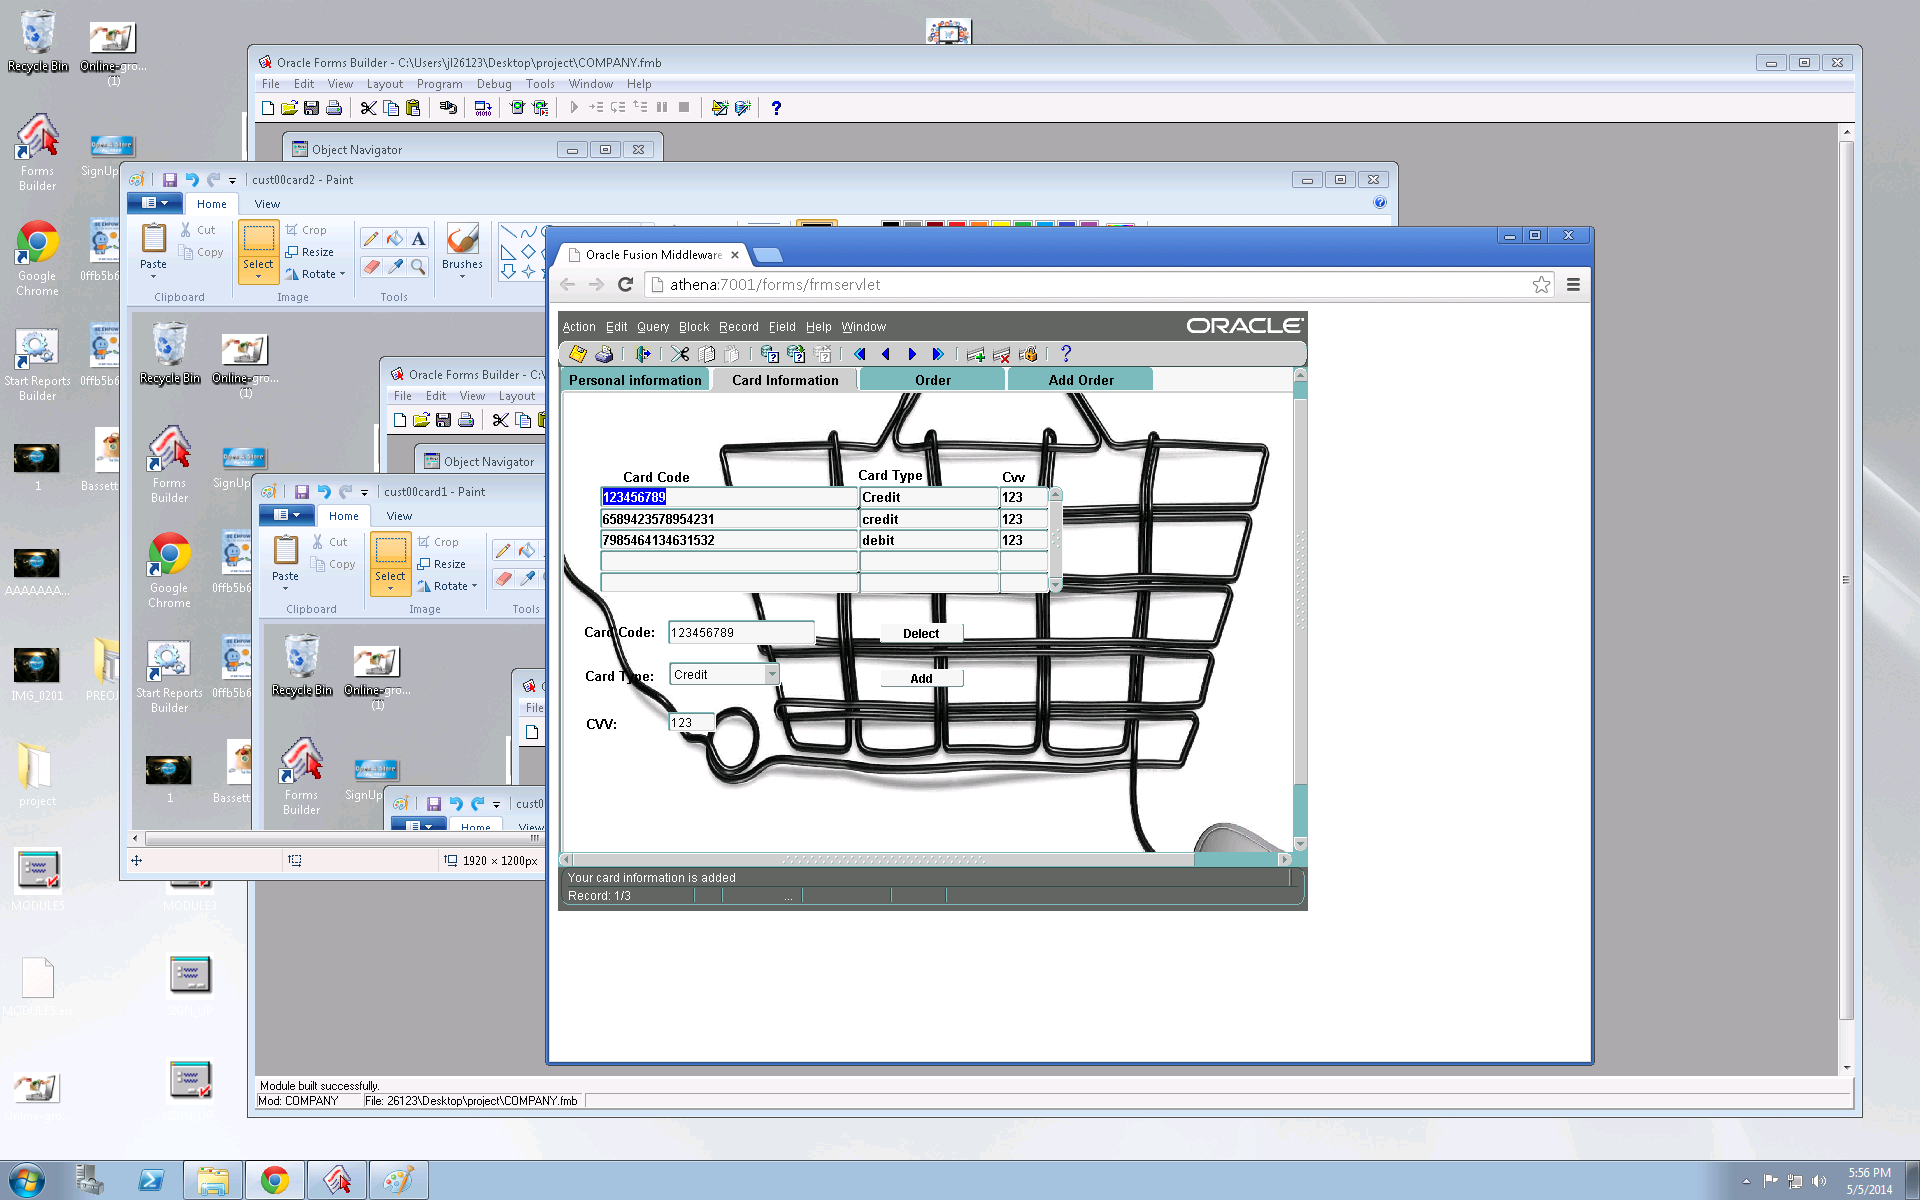 Recycle Bin
Online-gro...
(1)
Forms
Builder
SignUp
Google
Chrome
0ffb5b6
Start Reports
Builder
0ffb5b6
1
Bassett
AAAAAAA...
IMG_0201
PREOJ
project
MODULE5
MODULE3
MODULE5.err
SIGN_UP
Online-gro...
Oracle Forms Builder - C:\Users\jl26123\Desktop\project\COMPANY.fmb
File Edit View Layout Program Debug Tools Window Help
Object Navigator
cust00card2 - Paint
Home View
Paste
Cut
Copy
Clipboard
Select
Crop
Resize
Rotate
Image
Tools
Brushes
Recycle Bin
Online-gro...
(1)
Oracle Forms Builder - C:\
File Edit View Layout
Object Navigator
Forms
Builder
SignUp
Google
Chrome
0ffb5b6
Start Reports
Builder
0ffb5b6
1
Bassett
cust00card1 - Paint
Home View
Paste
Cut
Copy
Clipboard
Select
Crop
Resize
Rotate
Image
Tools
Recycle Bin
Online-gro...
(1)
File
Forms
Builder
SignUp
cust0
Home View
1920 × 1200px
Oracle Fusion Middleware
athena:7001/forms/frmservlet
Action Edit Query Block Record Field Help Window
ORACLE
Personal information Card Information Order Add Order
Card Code Card Type Cvv
123456789 Credit 123
6589423578954231 credit 123
7985464134631532 debit 123
Card Code: 123456789 Delect
Card Type: Credit Add
CVV: 123
Your card information is added
Record: 1/3 ...
Module built successfully.
Mod: COMPANY File: 26123\Desktop\project\COMPANY.fmb
5:56 PM
5/5/2014